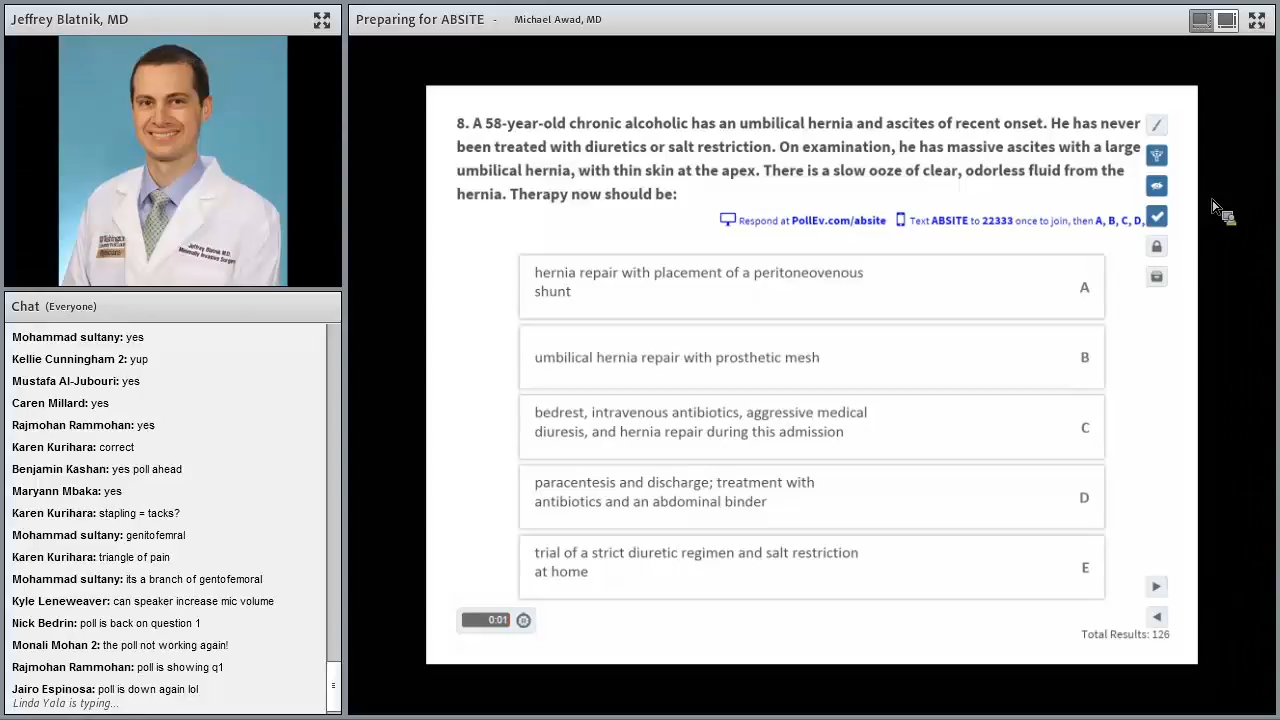 Jeffrey Blatnik, MD
Preparing for ABSITE - Michael Awad, MD
Jeffrey Blatnik M.D.
Minimally Invasive Surgery
Chat (Everyone)
Mohammad sultany: yes
Kellie Cunningham 2: yup
Mustafa Al-Jubouri: yes
Caren Millard: yes
Rajmohan Rammohan: yes
Karen Kurihara: correct
Benjamin Kashan: yes poll ahead
Maryann Mbaka: yes
Karen Kurihara: stapling = tacks?
Mohammad sultany: genitofemral
Karen Kurihara: triangle of pain
Mohammad sultany: its a branch of gentofemoral
Kyle Leneweaver: can speaker increase mic volume
Nick Bedrin: poll is back on question 1
Monali Mohan 2: the poll not working again!
Rajmohan Rammohan: poll is showing q1
Jairo Espinosa: poll is down again lol
Linda Yala is typing...
8. A 58-year-old chronic alcoholic has an umbilical hernia and ascites of recent onset. He has never
been treated with diuretics or salt restriction. On examination, he has massive ascites with a large
umbilical hernia, with thin skin at the apex. There is a slow ooze of clear, odorless fluid from the
hernia. Therapy now should be:
Respond at PollEv.com/absite Text ABSITE to 22333 once to join, then A, B, C, D,
hernia repair with placement of a peritoneovenous
shunt
A
umbilical hernia repair with prosthetic mesh
B
bedrest, intravenous antibiotics, aggressive medical
diuresis, and hernia repair during this admission
C
paracentesis and discharge; treatment with
antibiotics and an abdominal binder
D
trial of a strict diuretic regimen and salt restriction
at home
E
0:01
Total Results: 126